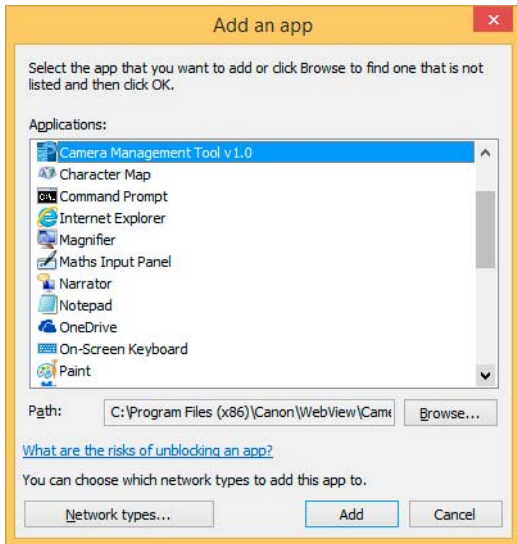 Add an app
Select the app that you want to add or click Browse to find one that is not
listed and then click OK.
Applications:
Camera Management Tool v1.0
Character Map
Command Prompt
Internet Explorer
Magnifier
Maths Input Panel
Narrator
Notepad
OneDrive
On-Screen Keyboard
Paint
Path: C:\Program Files (x86)\Canon\WebView\Came Browse...
What are the risks of unblocking an app?
You can choose which network types to add this app to.
Network types... Add Cancel